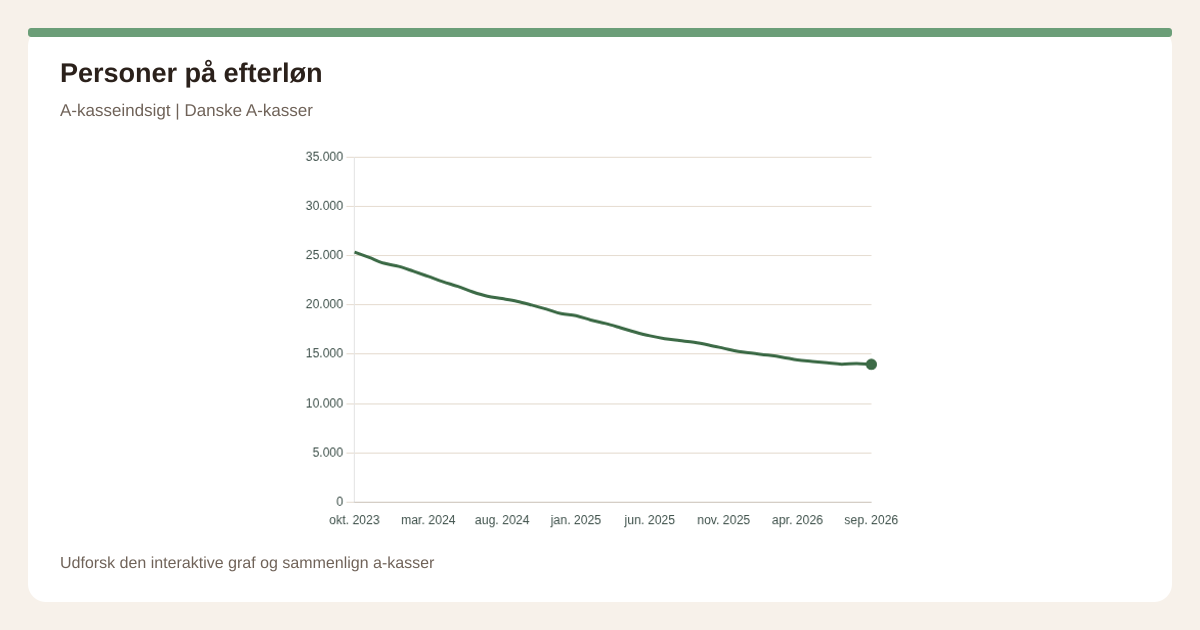 Personer på efterløn
A-kasseindsigt | Danske A-kasser
35.000
30.000
25.000
20.000
15.000
10.000
5.000
0
okt. 2023 mar. 2024 aug. 2024 jan. 2025 jun. 2025 nov. 2025 apr. 2026 sep. 2026
Udforsk den interaktive graf og sammenlign a-kasser